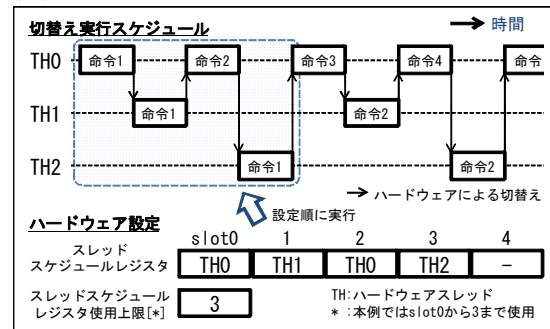 切替え実行スケジュール
時間
TH0 命令1 命令2 命令3 命令4 命令
TH1 命令1 命令2
TH2 命令1 命令2
ハードウェアによる切替え
設定順に実行
ハードウェア設定
slot0 1 2 3 4
スレッド
スケジュールレジスタ TH0 TH1 TH0 TH2 −
スレッドスケジュール
レジスタ使用上限[*] 3
TH:ハードウェアスレッド
* :本例ではslot0から3まで使用